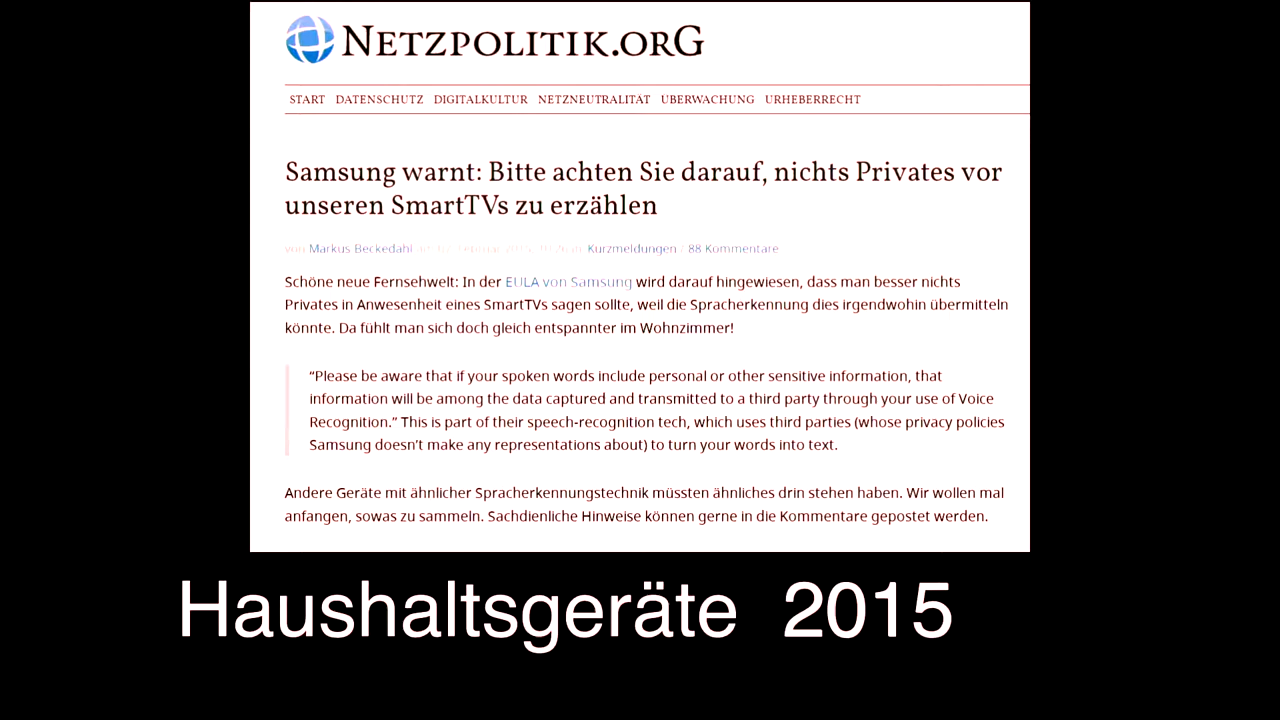 NETZPOLITIK.ORG
START DATENSCHUTZ DIGITALKULTUR NETZNEUTRALITÄT ÜBERWACHUNG URHEBERRECHT
Samsung warnt: Bitte achten Sie darauf, nichts Privates vor
unseren SmartTVs zu erzählen
von Markus Beckedahl Kurzmeldungen / 88 Kommentare
Schöne neue Fernsehwelt: In der EULA von Samsung wird darauf hingewiesen, dass man besser nichts
Privates in Anwesenheit eines SmartTVs sagen sollte, weil die Spracherkennung dies irgendwohin übermitteln
könnte. Da fühlt man sich doch gleich entspannter im Wohnzimmer!
“Please be aware that if your spoken words include personal or other sensitive information, that
information will be among the data captured and transmitted to a third party through your use of Voice
Recognition.” This is part of their speech-recognition tech, which uses third parties (whose privacy policies
Samsung doesn’t make any representations about) to turn your words into text.
Andere Geräte mit ähnlicher Spracherkennungstechnik müssten ähnliches drin stehen haben. Wir wollen mal
anfangen, sowas zu sammeln. Sachdienliche Hinweise können gerne in die Kommentare gepostet werden.
Haushaltsgeräte 2015